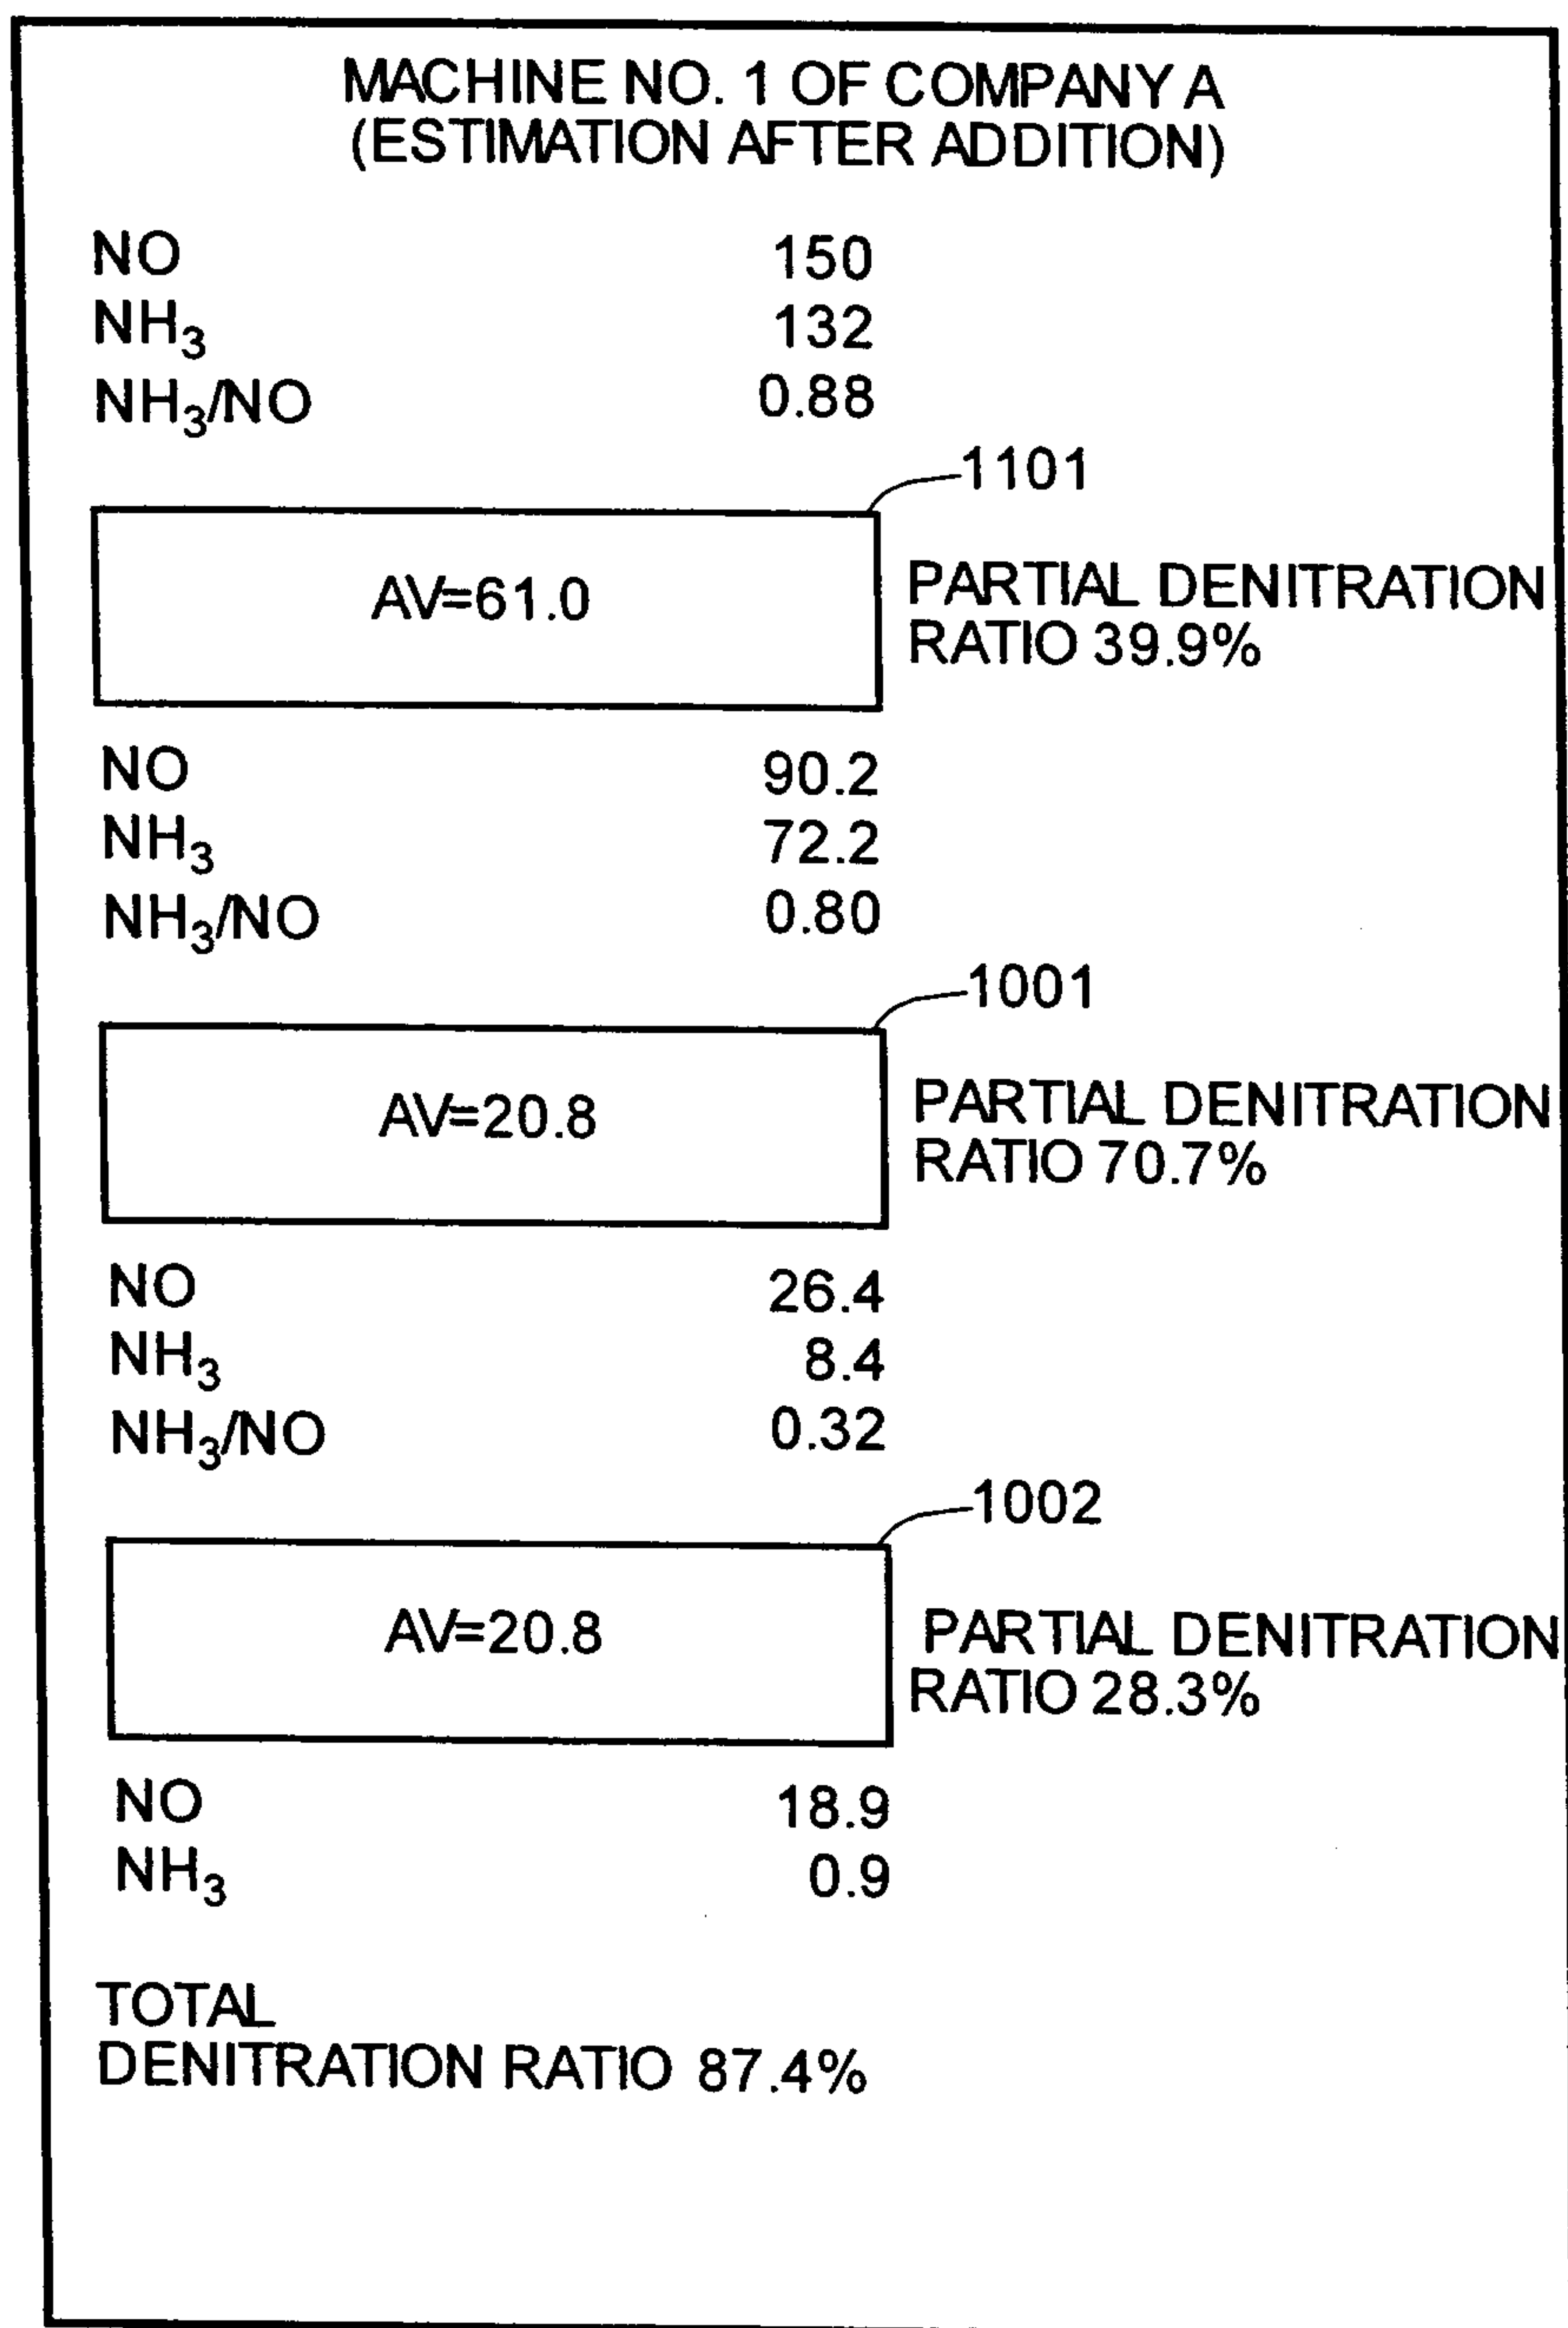 MACHINE NO. 1 OF COMPANY A
(ESTIMATION AFTER ADDITION)
NO 150
NH₃ 132
NH₃/NO 0.88
1101
AV=61.0
PARTIAL DENITRATION
RATIO 39.9%
NO 90.2
NH₃ 72.2
NH₃/NO 0.80
1001
AV=20.8
PARTIAL DENITRATION
RATIO 70.7%
NO 26.4
NH₃ 8.4
NH₃/NO 0.32
1002
AV=20.8
PARTIAL DENITRATION
RATIO 28.3%
NO 18.9
NH₃ 0.9
TOTAL
DENITRATION RATIO 87.4%